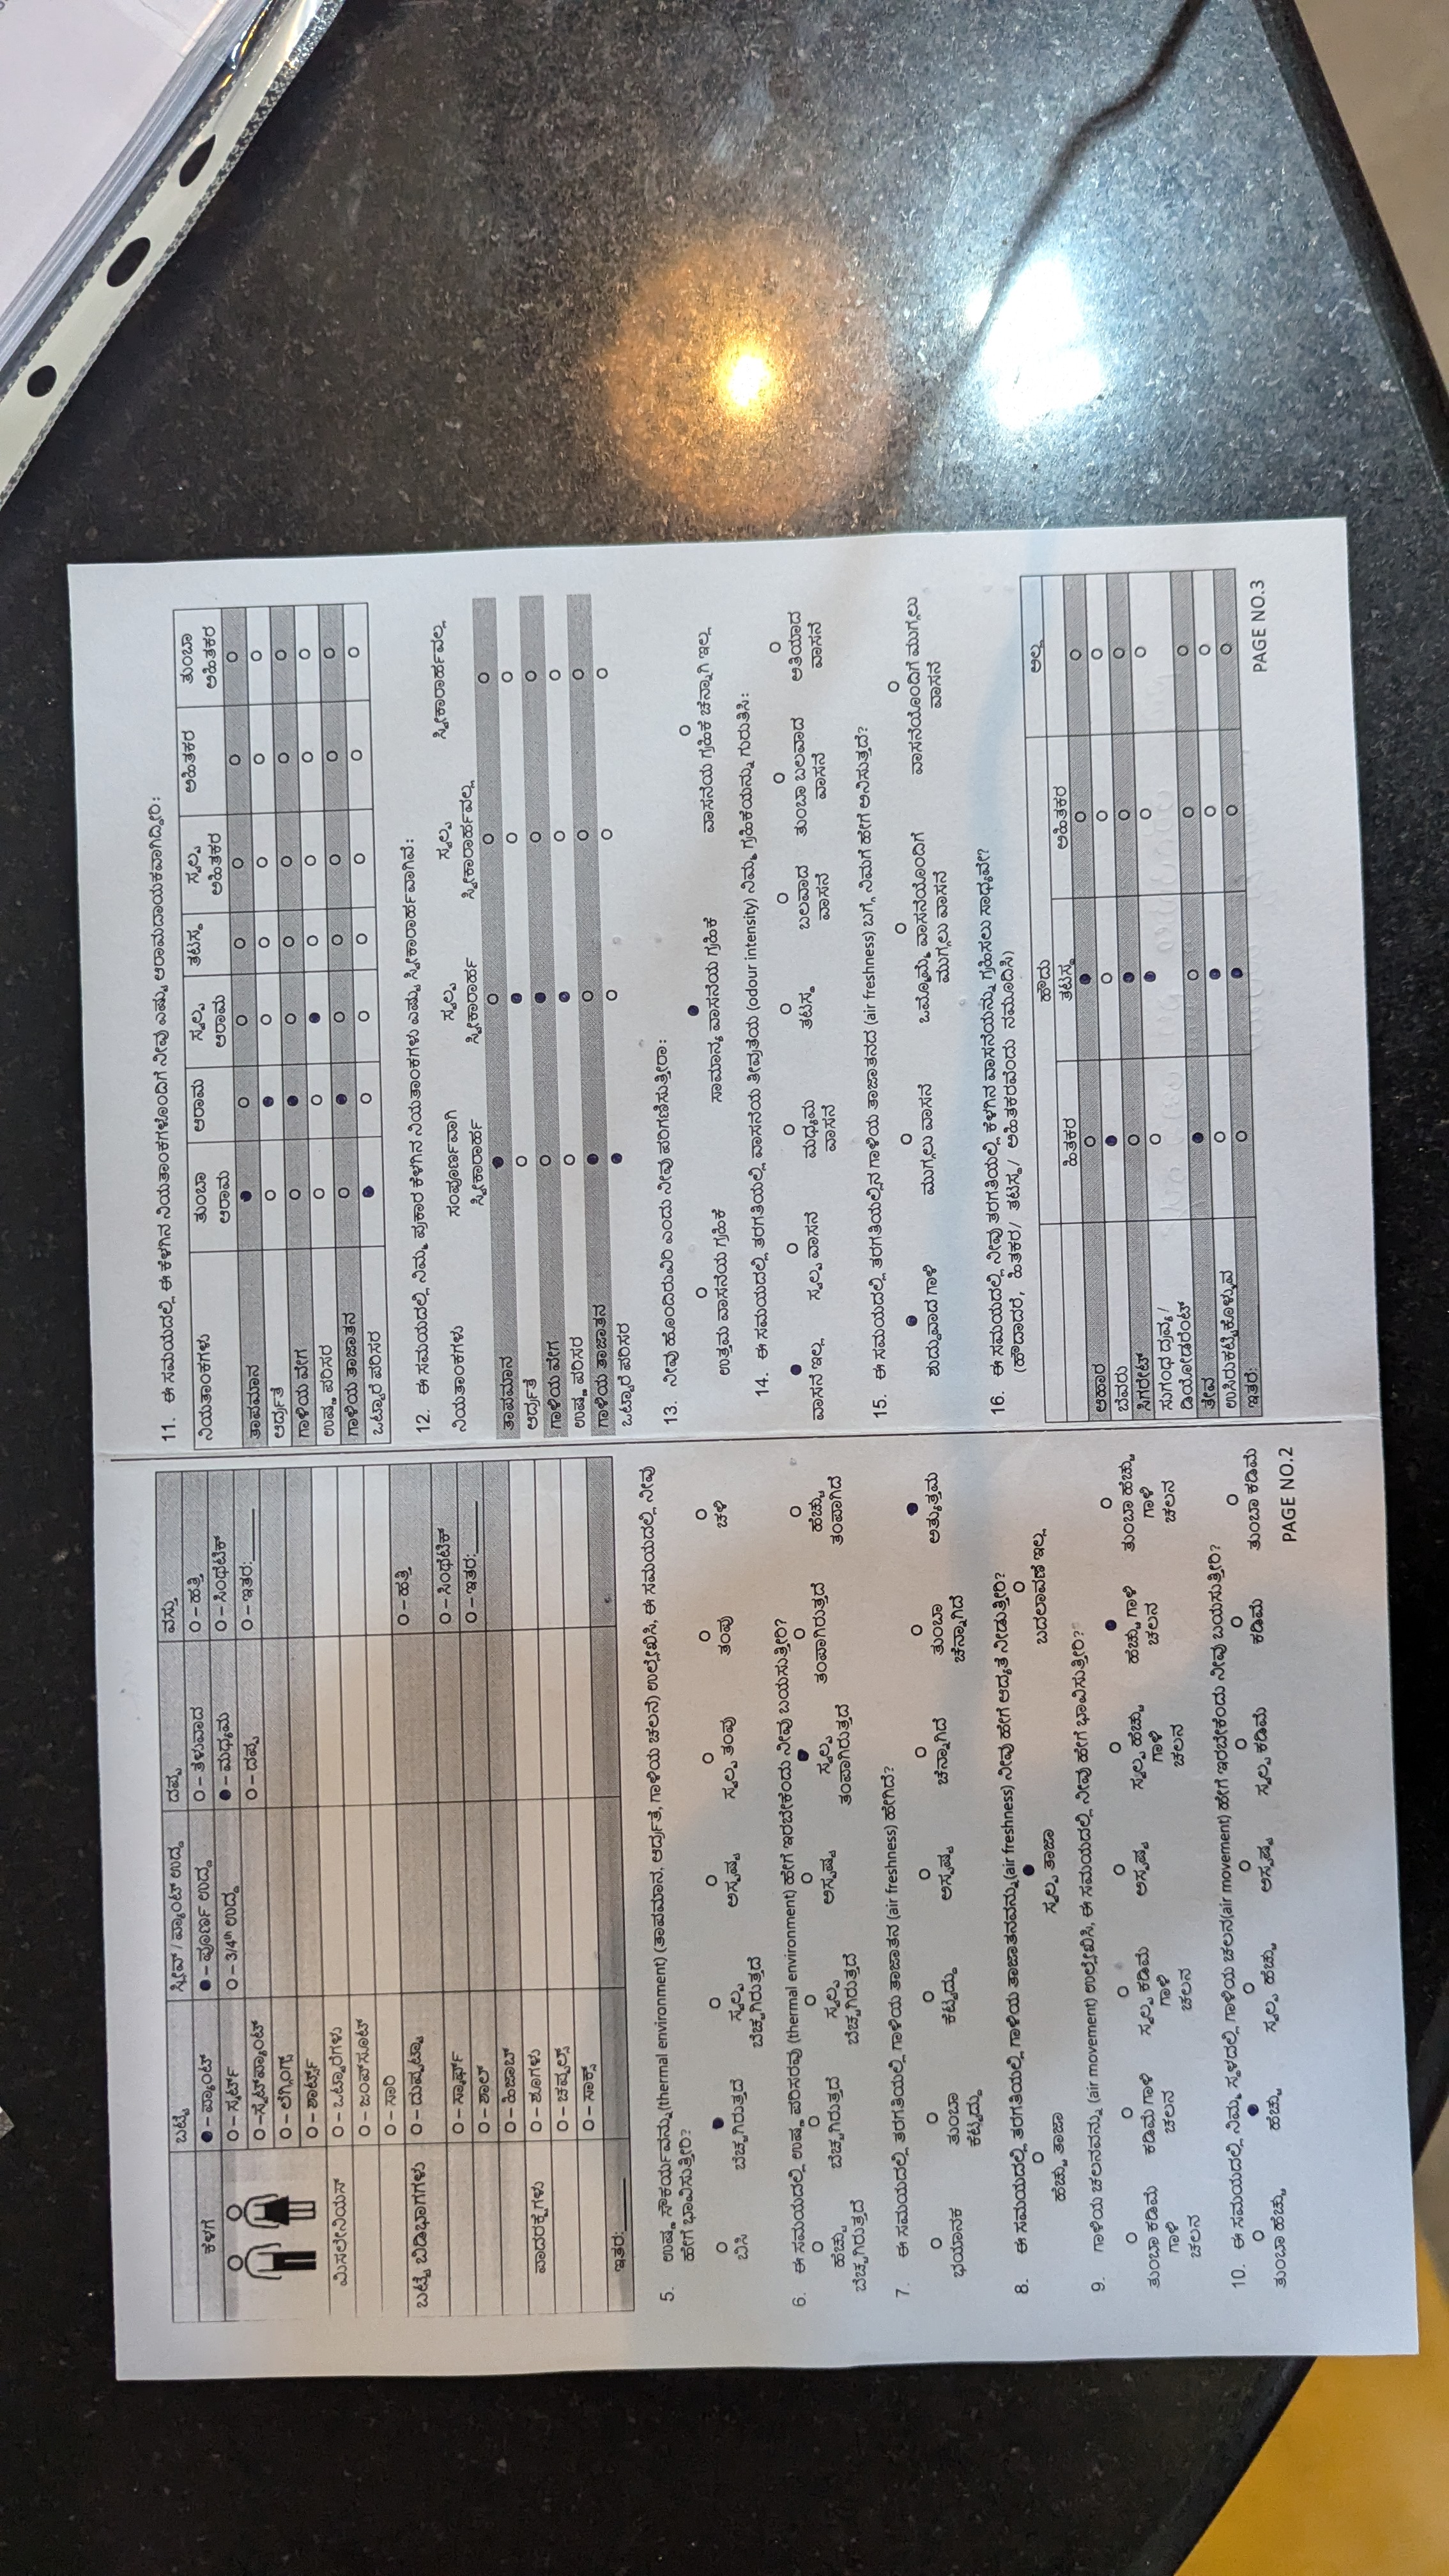 ಬಟ್ಟೆ ಸ್ಲೀವ್ / ಪ್ಯಾಂಟ್ ಉದ್ದ ದಪ್ಪ ವಸ್ತು
ಕೆಳಗೆ ● – ಪ್ಯಾಂಟ್ ● – ಪೂರ್ಣ ಉದ್ದ O – ತೆಳುವಾದ O – ಹತ್ತಿ
O – ಸ್ಕರ್ಟ್ O – 3/4th ಉದ್ದ ● – ಮಧ್ಯಮ O – ಸಿಂಥಟಿಕ್
O – ಸ್ವೆಟ್‌ಪ್ಯಾಂಟ್ O – ದಪ್ಪ O – ಇತರ:______
O – ಲೆಗ್ಗಿಂಗ್ಸ್
O – ಶಾರ್ಟ್ಸ್
ಮಿಸಲೇನಿಯಸ್ O – ಒಟ್ಟಾರೆಗಳು
O – ಜಂಪ್‌ಸೂಟ್
O – ಸಾರಿ
ಬಟ್ಟೆ ಬಿಡಿಭಾಗಗಳು O – ದುಪ್ಪಟ್ಟಾ O – ಹತ್ತಿ
O – ಸ್ಕಾರ್ಫ್ O – ಸಿಂಥಟಿಕ್
O – ಶಾಲ್ O – ಇತರ:______
O – ಹಿಜಾಬ್
ಪಾದರಕ್ಷೆಗಳು O – ಶೂಗಳು
O – ಚಪ್ಪಲ್ಸ್
O – ಸಾಕ್ಸ್
ಇತರ:______
5. ಉಷ್ಣ ಸೌಕರ್ಯವನ್ನು(thermal environment) (ತಾಪಮಾನ, ಆರ್ದ್ರತೆ, ಗಾಳಿಯ ಚಲನೆ) ಉಲ್ಲೇಖಿಸಿ, ಈ ಸಮಯದಲ್ಲಿ ನೀವು
ಹೇಗೆ ಭಾವಿಸುತ್ತೀರಿ?
O ● O O O O O
ಬಿಸಿ ಬೆಚ್ಚಗಿರುತ್ತದೆ ಸ್ವಲ್ಪ ಅಸ್ಪಷ್ಟ ಸ್ವಲ್ಪ ತಂಪು ತಂಪು ಚಳಿ
ಬೆಚ್ಚಗಿರುತ್ತದೆ
6. ಈ ಸಮಯದಲ್ಲಿ ಉಷ್ಣ ಪರಿಸರವು (thermal environment) ಹೇಗೆ ಇರಬೇಕೆಂದು ನೀವು ಬಯಸುತ್ತೀರಿ?
O O O O ● O O
ಹೆಚ್ಚು ಬೆಚ್ಚಗಿರುತ್ತದೆ ಸ್ವಲ್ಪ ಅಸ್ಪಷ್ಟ ಸ್ವಲ್ಪ ತಂಪಾಗಿರುತ್ತದೆ ಹೆಚ್ಚು
ಬೆಚ್ಚಗಿರುತ್ತದೆ ಬೆಚ್ಚಗಿರುತ್ತದೆ ತಂಪಾಗಿರುತ್ತದೆ ತಂಪಾಗಿದೆ
7. ಈ ಸಮಯದಲ್ಲಿ ತರಗತಿಯಲ್ಲಿ ಗಾಳಿಯ ತಾಜಾತನ (air freshness) ಹೇಗಿದೆ?
O O O O O O ●
ಭಯಾನಕ ತುಂಬಾ ಕೆಟ್ಟದ್ದು ಅಸ್ಪಷ್ಟ ಚೆನ್ನಾಗಿದೆ ತುಂಬಾ ಅತ್ಯುತ್ತಮ
ಕೆಟ್ಟದ್ದು ಚೆನ್ನಾಗಿದೆ
8. ಈ ಸಮಯದಲ್ಲಿ ತರಗತಿಯಲ್ಲಿ ಗಾಳಿಯ ತಾಜಾತನವನ್ನು(air freshness) ನೀವು ಹೇಗೆ ಆದ್ಯತೆ ನೀಡುತ್ತೀರಿ?
O ● O
ಹೆಚ್ಚು ತಾಜಾ ಸ್ವಲ್ಪ ತಾಜಾ ಬದಲಾವಣೆ ಇಲ್ಲ
9. ಗಾಳಿಯ ಚಲನವನ್ನು (air movement) ಉಲ್ಲೇಖಿಸಿ, ಈ ಸಮಯದಲ್ಲಿ ನೀವು ಹೇಗೆ ಭಾವಿಸುತ್ತೀರಿ?
O O O O O ● O
ತುಂಬಾ ಕಡಿಮೆ ಕಡಿಮೆ ಗಾಳಿ ಸ್ವಲ್ಪ ಕಡಿಮೆ ಅಸ್ಪಷ್ಟ ಸ್ವಲ್ಪ ಹೆಚ್ಚು ಹೆಚ್ಚು ಗಾಳಿ ತುಂಬಾ ಹೆಚ್ಚು
ಗಾಳಿ ಚಲನ ಗಾಳಿ ಗಾಳಿ ಚಲನ ಗಾಳಿ
ಚಲನ ಚಲನ ಚಲನ ಚಲನ
10. ಈ ಸಮಯದಲ್ಲಿ ನಿಮ್ಮ ಸ್ಥಳದಲ್ಲಿ ಗಾಳಿಯ ಚಲನ(air movement) ಹೇಗೆ ಇರಬೇಕೆಂದು ನೀವು ಬಯಸುತ್ತೀರಿ?
O ● O O O O O
ತುಂಬಾ ಹೆಚ್ಚು ಹೆಚ್ಚು ಸ್ವಲ್ಪ ಹೆಚ್ಚು ಅಸ್ಪಷ್ಟ ಸ್ವಲ್ಪ ಕಡಿಮೆ ಕಡಿಮೆ ತುಂಬಾ ಕಡಿಮೆ
PAGE NO.2
11. ಈ ಸಮಯದಲ್ಲಿ ಈ ಕೆಳಗಿನ ನಿಯತಾಂಕಗಳೊಂದಿಗೆ ನೀವು ಎಷ್ಟು ಆರಾಮದಾಯಕವಾಗಿದ್ದೀರಿ:
ನಿಯತಾಂಕಗಳು ತುಂಬಾ ಆರಾಮ ಸ್ವಲ್ಪ ತಟಸ್ಥ ಸ್ವಲ್ಪ ಅಹಿತಕರ ತುಂಬಾ
ಆರಾಮ ಆರಾಮ ಅಹಿತಕರ ಅಹಿತಕರ
ತಾಪಮಾನ ● O O O O O O
ಆರ್ದ್ರತೆ O ● O O O O O
ಗಾಳಿಯ ವೇಗ O ● O O O O O
ಉಷ್ಣ ಪರಿಸರ O O ● O O O O
ಗಾಳಿಯ ತಾಜಾತನ O ● O O O O O
ಒಟ್ಟಾರೆ ಪರಿಸರ ● O O O O O O
12. ಈ ಸಮಯದಲ್ಲಿ ನಿಮ್ಮ ಪ್ರಕಾರ ಕೆಳಗಿನ ನಿಯತಾಂಕಗಳು ಎಷ್ಟು ಸ್ವೀಕಾರಾರ್ಹವಾಗಿವೆ:
ನಿಯತಾಂಕಗಳು ಸಂಪೂರ್ಣವಾಗಿ ಸ್ವಲ್ಪ ಸ್ವಲ್ಪ ಸ್ವೀಕಾರಾರ್ಹವಲ್ಲ
ಸ್ವೀಕಾರಾರ್ಹ ಸ್ವೀಕಾರಾರ್ಹ ಸ್ವೀಕಾರಾರ್ಹವಲ್ಲ
ತಾಪಮಾನ ● O O O
ಆರ್ದ್ರತೆ O ● O O
ಗಾಳಿಯ ವೇಗ O ● O O
ಉಷ್ಣ ಪರಿಸರ O ● O O
ಗಾಳಿಯ ತಾಜಾತನ ● O O O
ಒಟ್ಟಾರೆ ಪರಿಸರ ● O O O
13. ನೀವು ಹೊಂದಿರುವಿರಿ ಎಂದು ನೀವು ಪರಿಗಣಿಸುತ್ತೀರಾ:
O ● O
ಉತ್ತಮ ವಾಸನೆಯ ಗ್ರಹಿಕೆ ಸಾಮಾನ್ಯ ವಾಸನೆಯ ಗ್ರಹಿಕೆ ವಾಸನೆಯ ಗ್ರಹಿಕೆ ಚೆನ್ನಾಗಿ ಇಲ್ಲ
14. ಈ ಸಮಯದಲ್ಲಿ ತರಗತಿಯಲ್ಲಿ ವಾಸನೆಯ ತೀವ್ರತೆಯ (odour intensity) ನಿಮ್ಮ ಗ್ರಹಿಕೆಯನ್ನು ಗುರುತಿಸಿ:
● O O O O O O
ವಾಸನೆ ಇಲ್ಲ ಸ್ವಲ್ಪ ವಾಸನೆ ಮಧ್ಯಮ ತಟಸ್ಥ ಬಲವಾದ ತುಂಬಾ ಬಲವಾದ ಅತಿಯಾದ
ವಾಸನೆ ವಾಸನೆ ವಾಸನೆ ವಾಸನೆ
15. ಈ ಸಮಯದಲ್ಲಿ ತರಗತಿಯಲ್ಲಿನ ಗಾಳಿಯ ತಾಜಾತನದ (air freshness) ಬಗ್ಗೆ ನಿಮಗೆ ಹೇಗೆ ಅನಿಸುತ್ತದೆ?
● O O O
ಶುದ್ಧವಾದ ಗಾಳಿ ಮುಗ್ಗಲು ವಾಸನೆ ಒಮ್ಮೊಮ್ಮೆ ವಾಸನೆಯೊಂದಿಗೆ ವಾಸನೆಯೊಂದಿಗೆ ಮುಗ್ಗಲು
ಮುಗ್ಗಲು ವಾಸನೆ ವಾಸನೆ
16. ಈ ಸಮಯದಲ್ಲಿ ನೀವು ತರಗತಿಯಲ್ಲಿ ಕೆಳಗಿನ ವಾಸನೆಯನ್ನು ಗ್ರಹಿಸಲು ಸಾಧ್ಯವೇ?
(ಹೌದಾದರೆ, ಹಿತಕರ/ ತಟಸ್ಥ/ ಅಹಿತಕರವೆಂದು ನಮೂದಿಸಿ)
ಹೌದು ಅಲ್ಲ
ಹಿತಕರ ತಟಸ್ಥ ಅಹಿತಕರ
ಆಹಾರ O ● O O
ಬೆವರು ● O O O
ಸಿಗರೇಟ್ O ● O O
ಸುಗಂಧ ದ್ರವ್ಯ / O ● O O
ಡಿಯೋಡರೆಂಟ್
ತೇವ ● O O O
ಉಸಿರುಕಟ್ಟಿಕೊಳ್ಳುವ O ● O O
ಇತರೆ: O ● O O
PAGE NO.3